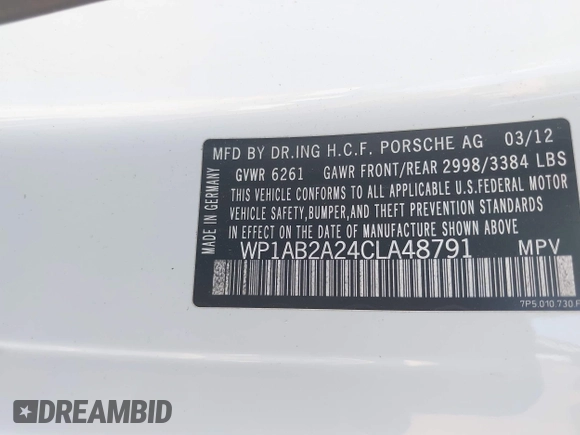 MFD BY DR.ING H.C.F. PORSCHE AG 03/12
GVWR 6261 GAWR FRONT/REAR 2998/3384 LBS
THIS VEHICLE CONFORMS TO ALL APPLICABLE U.S.FEDERAL MOTOR
VEHICLE SAFETY,BUMPER,AND THEFT PREVENTION STANDARDS
IN EFFECT ON THE DATE OF MANUFACTURE SHOWN ABOVE
WP1AB2A24CLA48791 MPV
7P5.010.730.F
MADE IN GERMANY
DREAMBID